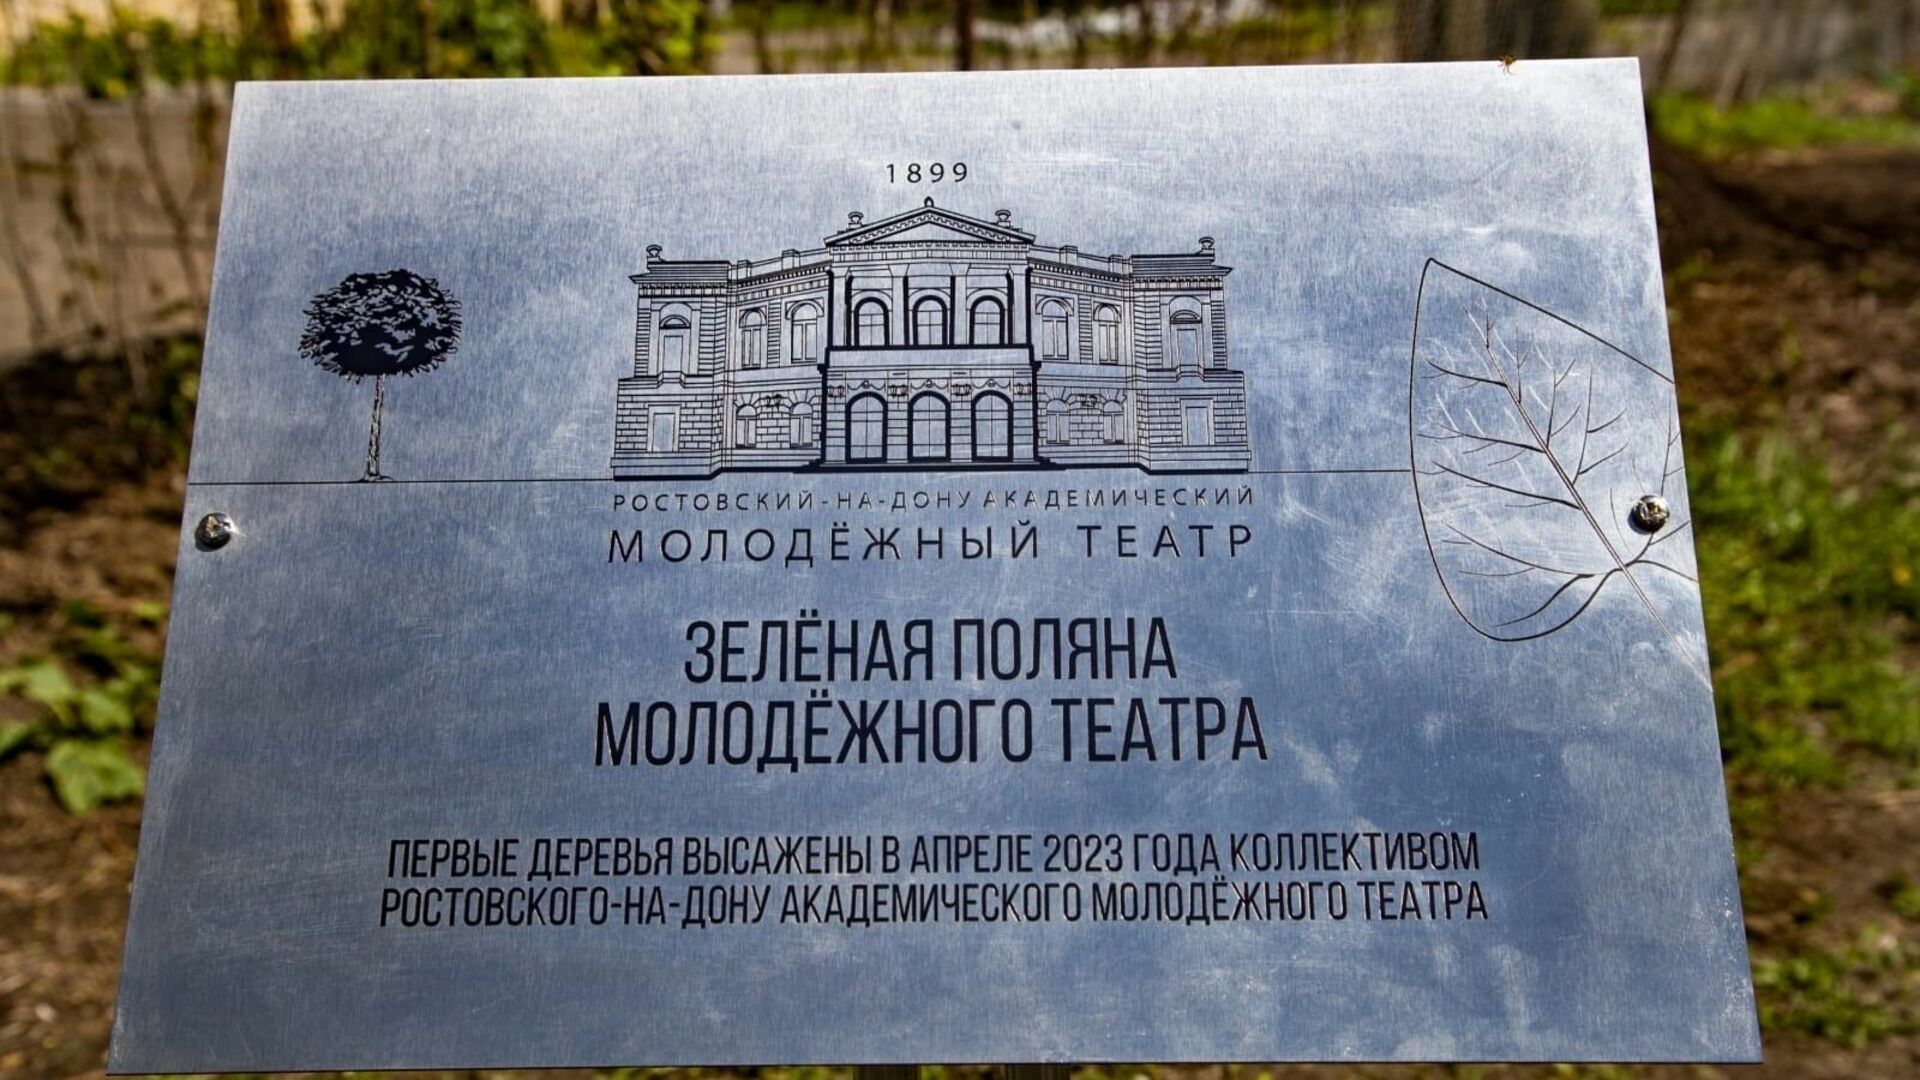 1899
РОСТОВСКИЙ-НА-ДОНУ АКАДЕМИЧЕСКИЙ
МОЛОДЁЖНЫЙ ТЕАТР
ЗЕЛЁНАЯ ПОЛЯНА
МОЛОДЁЖНОГО ТЕАТРА
ПЕРВЫЕ ДЕРЕВЬЯ ВЫСАЖЕНЫ В АПРЕЛЕ 2023 ГОДА КОЛЛЕКТИВОМ
РОСТОВСКОГО-НА-ДОНУ АКАДЕМИЧЕСКОГО МОЛОДЁЖНОГО ТЕАТРА